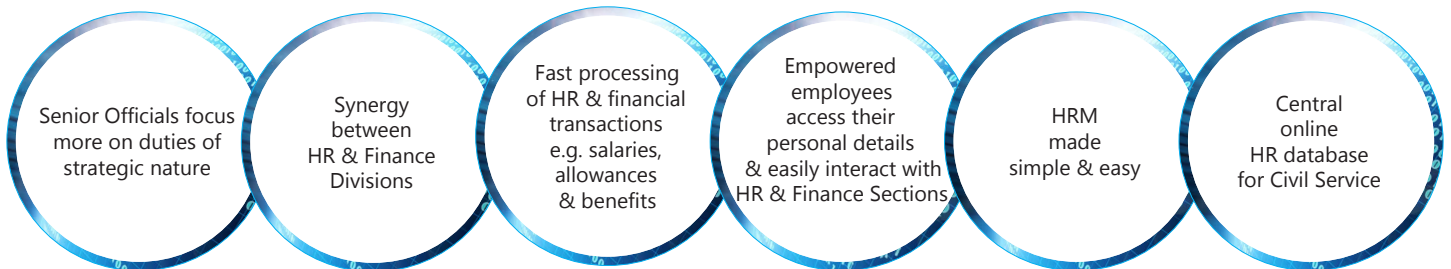 Senior Officials focus
more on duties of
strategic nature
Synergy
between
HR & Finance
Divisions
Fast processing
of HR & financial
transactions
e.g. salaries,
allowances
& benefits
Empowered
employees
access their
personal details
& easily interact with
HR & Finance Sections
HRM
made
simple & easy
Central
online
HR database
for Civil Service